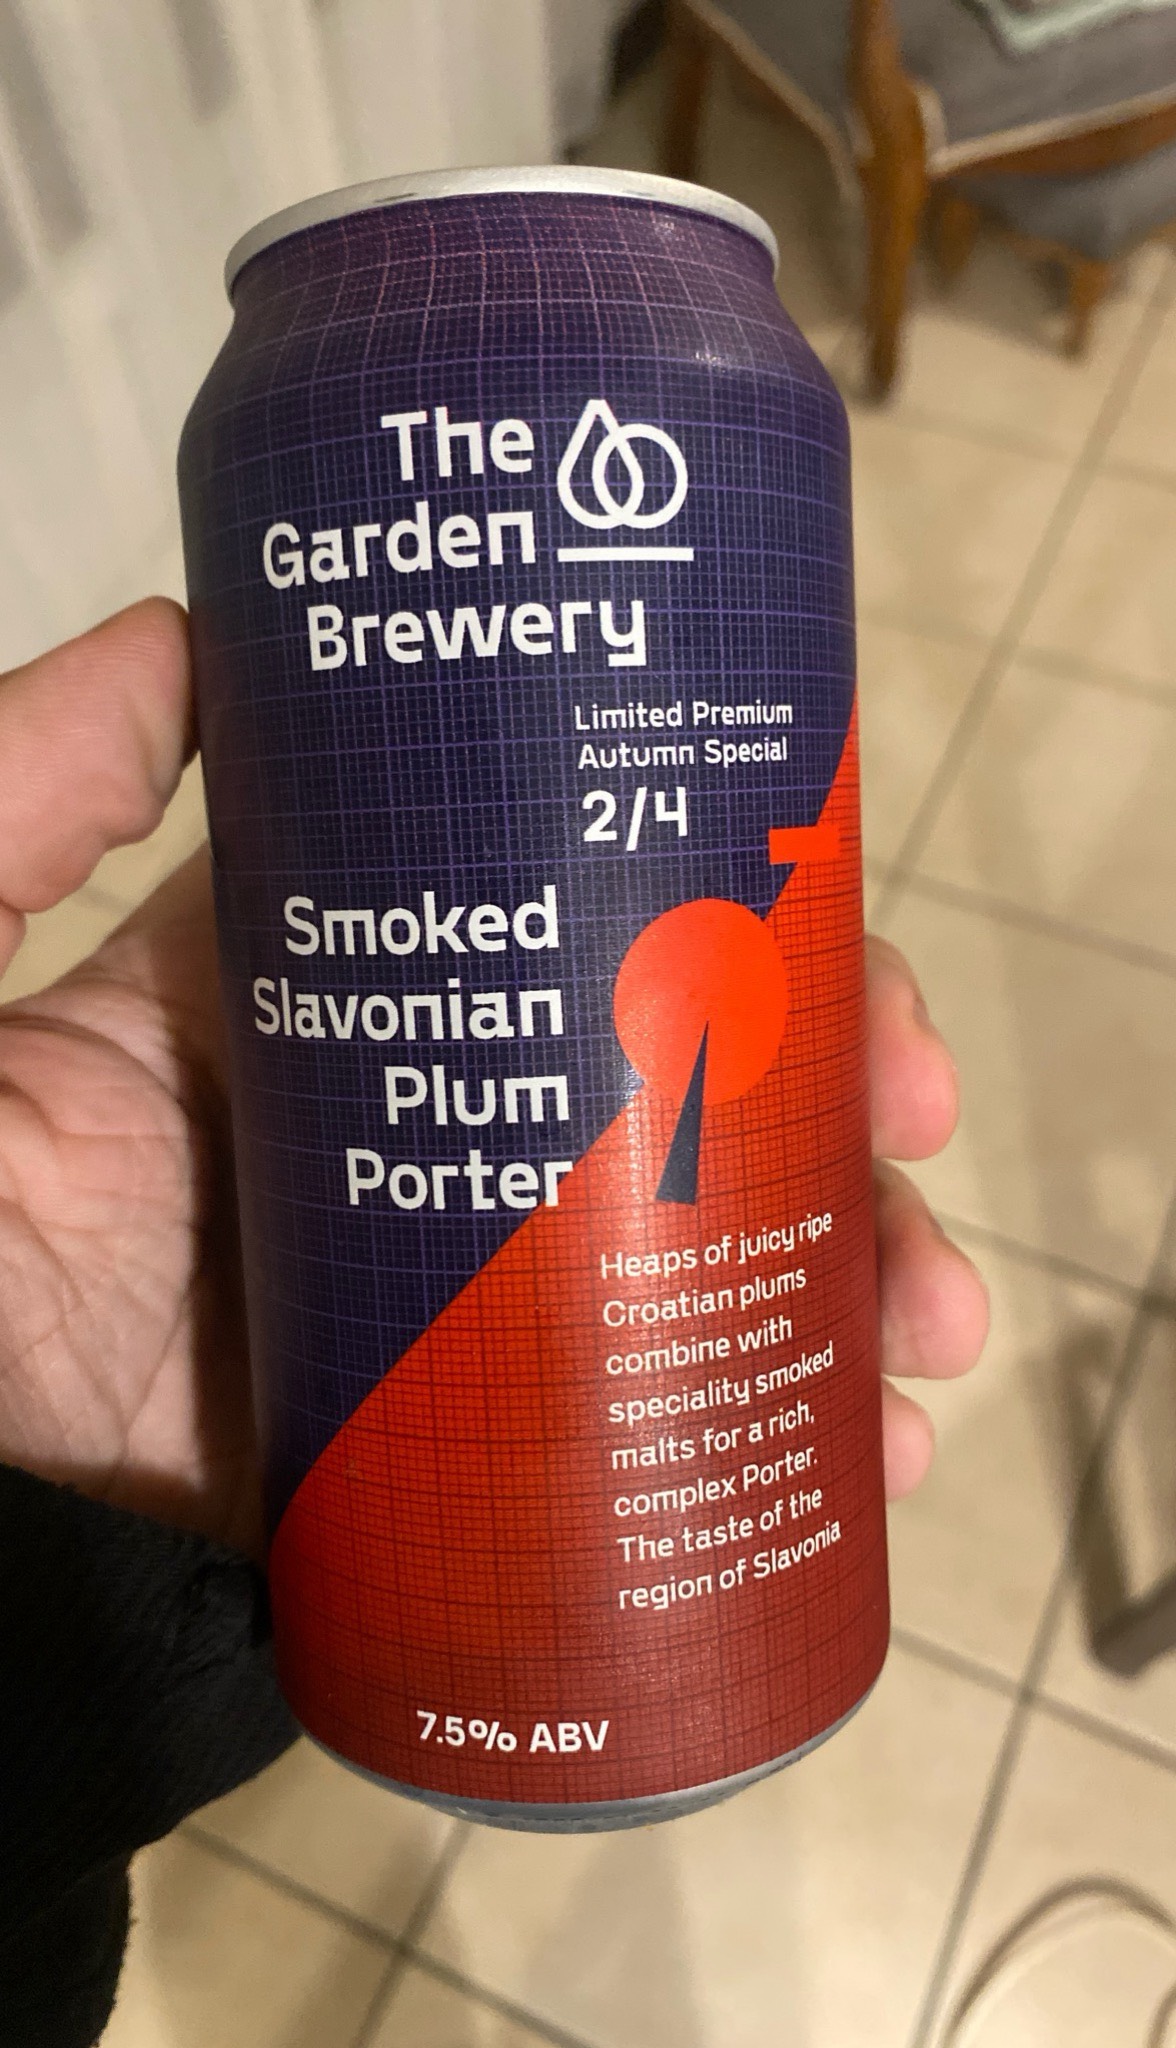 The
Garden
Brewery
Limited Premium
Autumn Special
2/4
Smoked
Slavonian
Plum
Porter
Heaps of juicy ripe
Croatian plums
combine with
speciality smoked
malts for a rich,
complex Porter.
The taste of the
region of Slavonia
7.5% ABV